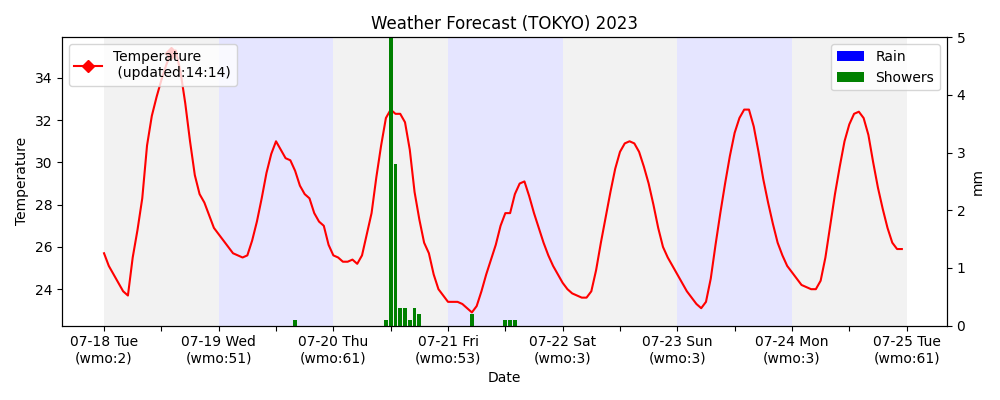 Weather Forecast (TOKYO) 2023
Temperature
(updated:14:14)
Rain
Showers
Temperature
34
32
30
28
26
24
mm
5
4
3
2
1
0
07-18 Tue
(wmo:2)
07-19 Wed
(wmo:51)
07-20 Thu
(wmo:61)
07-21 Fri
(wmo:53)
07-22 Sat
(wmo:3)
07-23 Sun
(wmo:3)
07-24 Mon
(wmo:3)
07-25 Tue
(wmo:61)
Date